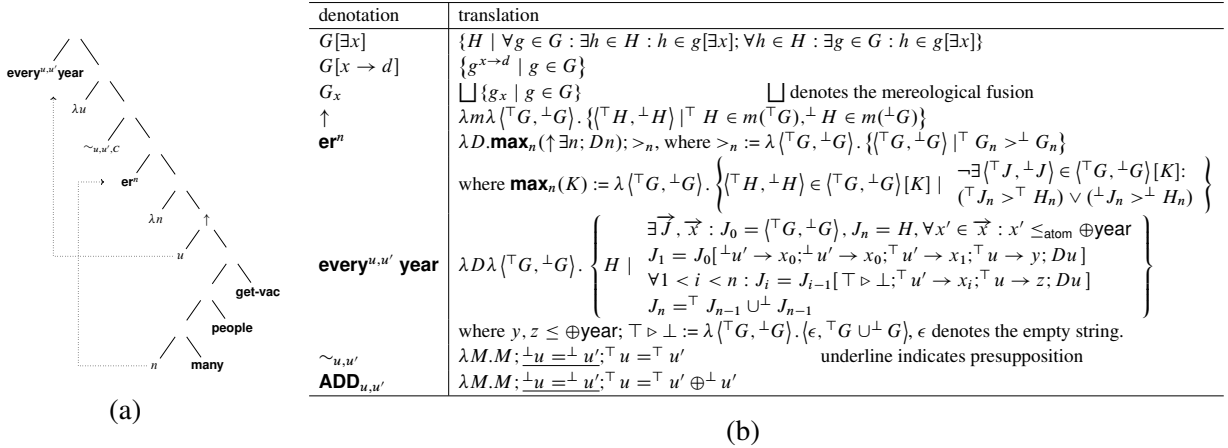 every^{u,u′} year
λu
∼_{u,u′,C}
er^n
λn
↑
u
get-vac
people
n
many
(a)
denotation translation
G[∃x] {H | ∀g ∈ G : ∃h ∈ H : h ∈ g[∃x]; ∀h ∈ H : ∃g ∈ G : h ∈ g[∃x]}
G[x → d] {g^{x→d} | g ∈ G}
G_x ⨆ {g_x | g ∈ G} ⨆ denotes the mereological fusion
↑ λmλ⟨⊤G, ⊥G⟩. {⟨⊤H, ⊥H⟩ |⊤ H ∈ m(⊤G),⊥ H ∈ m(⊥G)}
er^n λD.max_n(↑ ∃n; Dn); >_n, where >_n := λ⟨⊤G, ⊥G⟩. {⟨⊤G, ⊥G⟩ |⊤ G_n >⊥ G_n}
where max_n(K) := λ⟨⊤G, ⊥G⟩. {⟨⊤H, ⊥H⟩ ∈ ⟨⊤G, ⊥G⟩[K] | ¬∃⟨⊤J, ⊥J⟩ ∈ ⟨⊤G, ⊥G⟩[K]:
(⊤J_n >⊤ H_n) ∨ (⊥J_n >⊥ H_n) }
∃J⃗, x⃗ : J_0 = ⟨⊤G, ⊥G⟩, J_n = H, ∀x′ ∈ x⃗ : x′ ≤_atom ⊕year
every^{u,u′} year λDλ⟨⊤G, ⊥G⟩. {H | J_1 = J_0[⊥u′ → x_0;⊥u′ → x_0;⊤u′ → x_1;⊤u → y; Du]
∀1 < i < n : J_i = J_{i−1}[⊤ ▹ ⊥;⊤u′ → x_i;⊤u → z; Du]
J_n =⊤ J_{n−1} ∪⊥ J_{n−1} }
where y, z ≤ ⊕year; ⊤ ▹ ⊥ := λ⟨⊤G, ⊥G⟩.⟨ϵ,⊤G ∪⊥ G⟩, ϵ denotes the empty string.
∼_{u,u′} λM.M; ⊥u =⊥ u′;⊤ u =⊤ u′ underline indicates presupposition
ADD_{u,u′} λM.M; ⊥u =⊥ u′;⊤ u =⊤ u′ ⊕⊥ u′
(b)